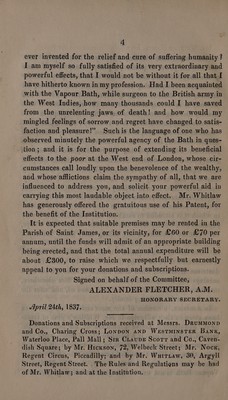 4
ever invented for the relief and cure of suffering humanity!
I am myself so fully satisfied of its very extraordinary and
powerful effects, that I would not be without it for all that I
have hitherto known in my profession. Had I been acquainted
with the Vapour Bath, while surgeon to the British army in
the West Indies, how many thousands could I have saved
from the unrelenting jaws of death! and how would my
mingled feelings of sorrow and regret have changed to satis-
faction and pleasure!" Such is the language of one who has
observed minutely the powerful agency of the Bath in ques-
tion; and it is for the purpose of extending its beneficial
effects to the poor at the West end of London, whose cir-
cumstances call loudly upon the benevolence of the wealthy,
and whose afflictions claim the sympathy of all, that we are
influenced to address you, and solicit your powerful aid in
carrying this most laudable object into effect. Mr. Whitlaw
has generously offered the gratuitous use of his Patent, for
the benefit of the Institution.
It is expected that suitable premises may be rented in the
Parish of Saint James, or its vicinity, for £60 or £70 per
annum, until the funds will admit of an appropriate building
being erected, and that the total annual expenditure will be
about £300, to raise which we respectfully but earnestly
appeal to you for your donations and subscriptions.
Signed on behalf of the Committee,
ALEXANDER FLETCHER, A.M.
HONORARY SECRETARY.
April 24th, 1837.
Donations and Subscriptions received at Messrs. Drummond
and Co., Charing Cross; London and Westminster Bank,
Waterloo Place, Pall Mall; Sir Claude Scott and Co., Caven-
dish Square; by Mr. Hickson, 72, Welbeck Street; Mr. Nock,
Regent Circus, Picadilly; and by Mr. Whitlaw, 30, Argyll
Street, Regent Street. The Rules and Regulations may be had
of Mr. Whitlaw; and at the Institution.